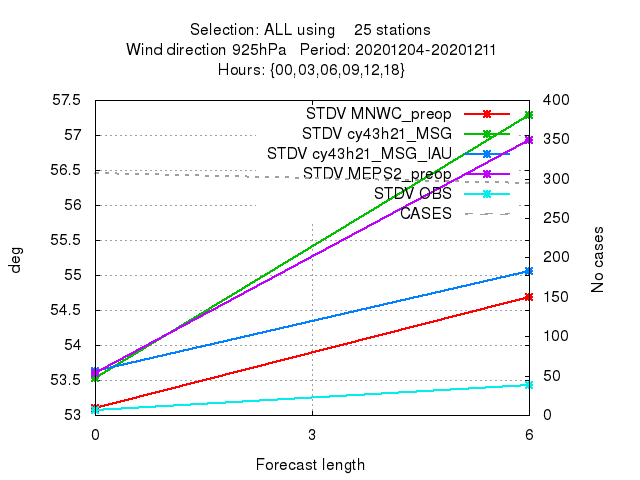 Selection: ALL using 25 stations
Wind direction 925hPa Period: 20201204-20201211
Hours: {00,03,06,09,12,18}
57.5
57
56.5
56
55.5
55
54.5
54
53.5
53
400
350
300
250
200
150
100
50
0
STDV MNWC_preop
STDV cy43h21_MSG
STDV cy43h21_MSG_IAU
STDV MEPS2_preop
STDV OBS
CASES
deg
No cases
0 3 6
Forecast length